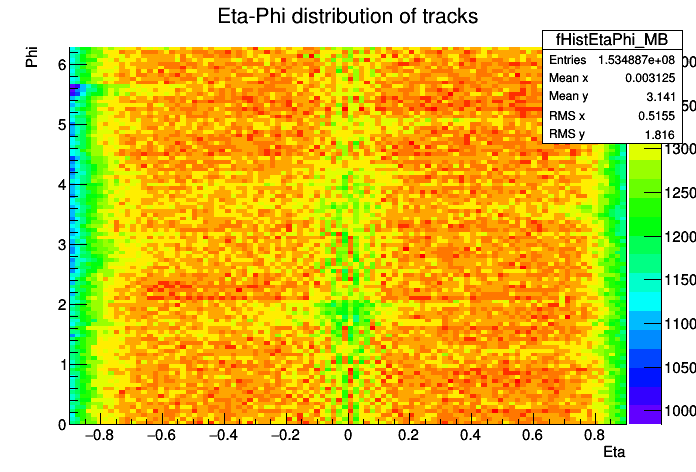 Eta-Phi distribution of tracks
fHistEtaPhi_MB
Entries 1.534887e+08
Mean x 0.003125
Mean y 3.141
RMS x 0.5155
RMS y 1.816
Phi
6
5
4
3
2
1
0
−0.8 −0.6 −0.4 −0.2 0 0.2 0.4 0.6 0.8
Eta
1300
1250
1200
1150
1100
1050
1000